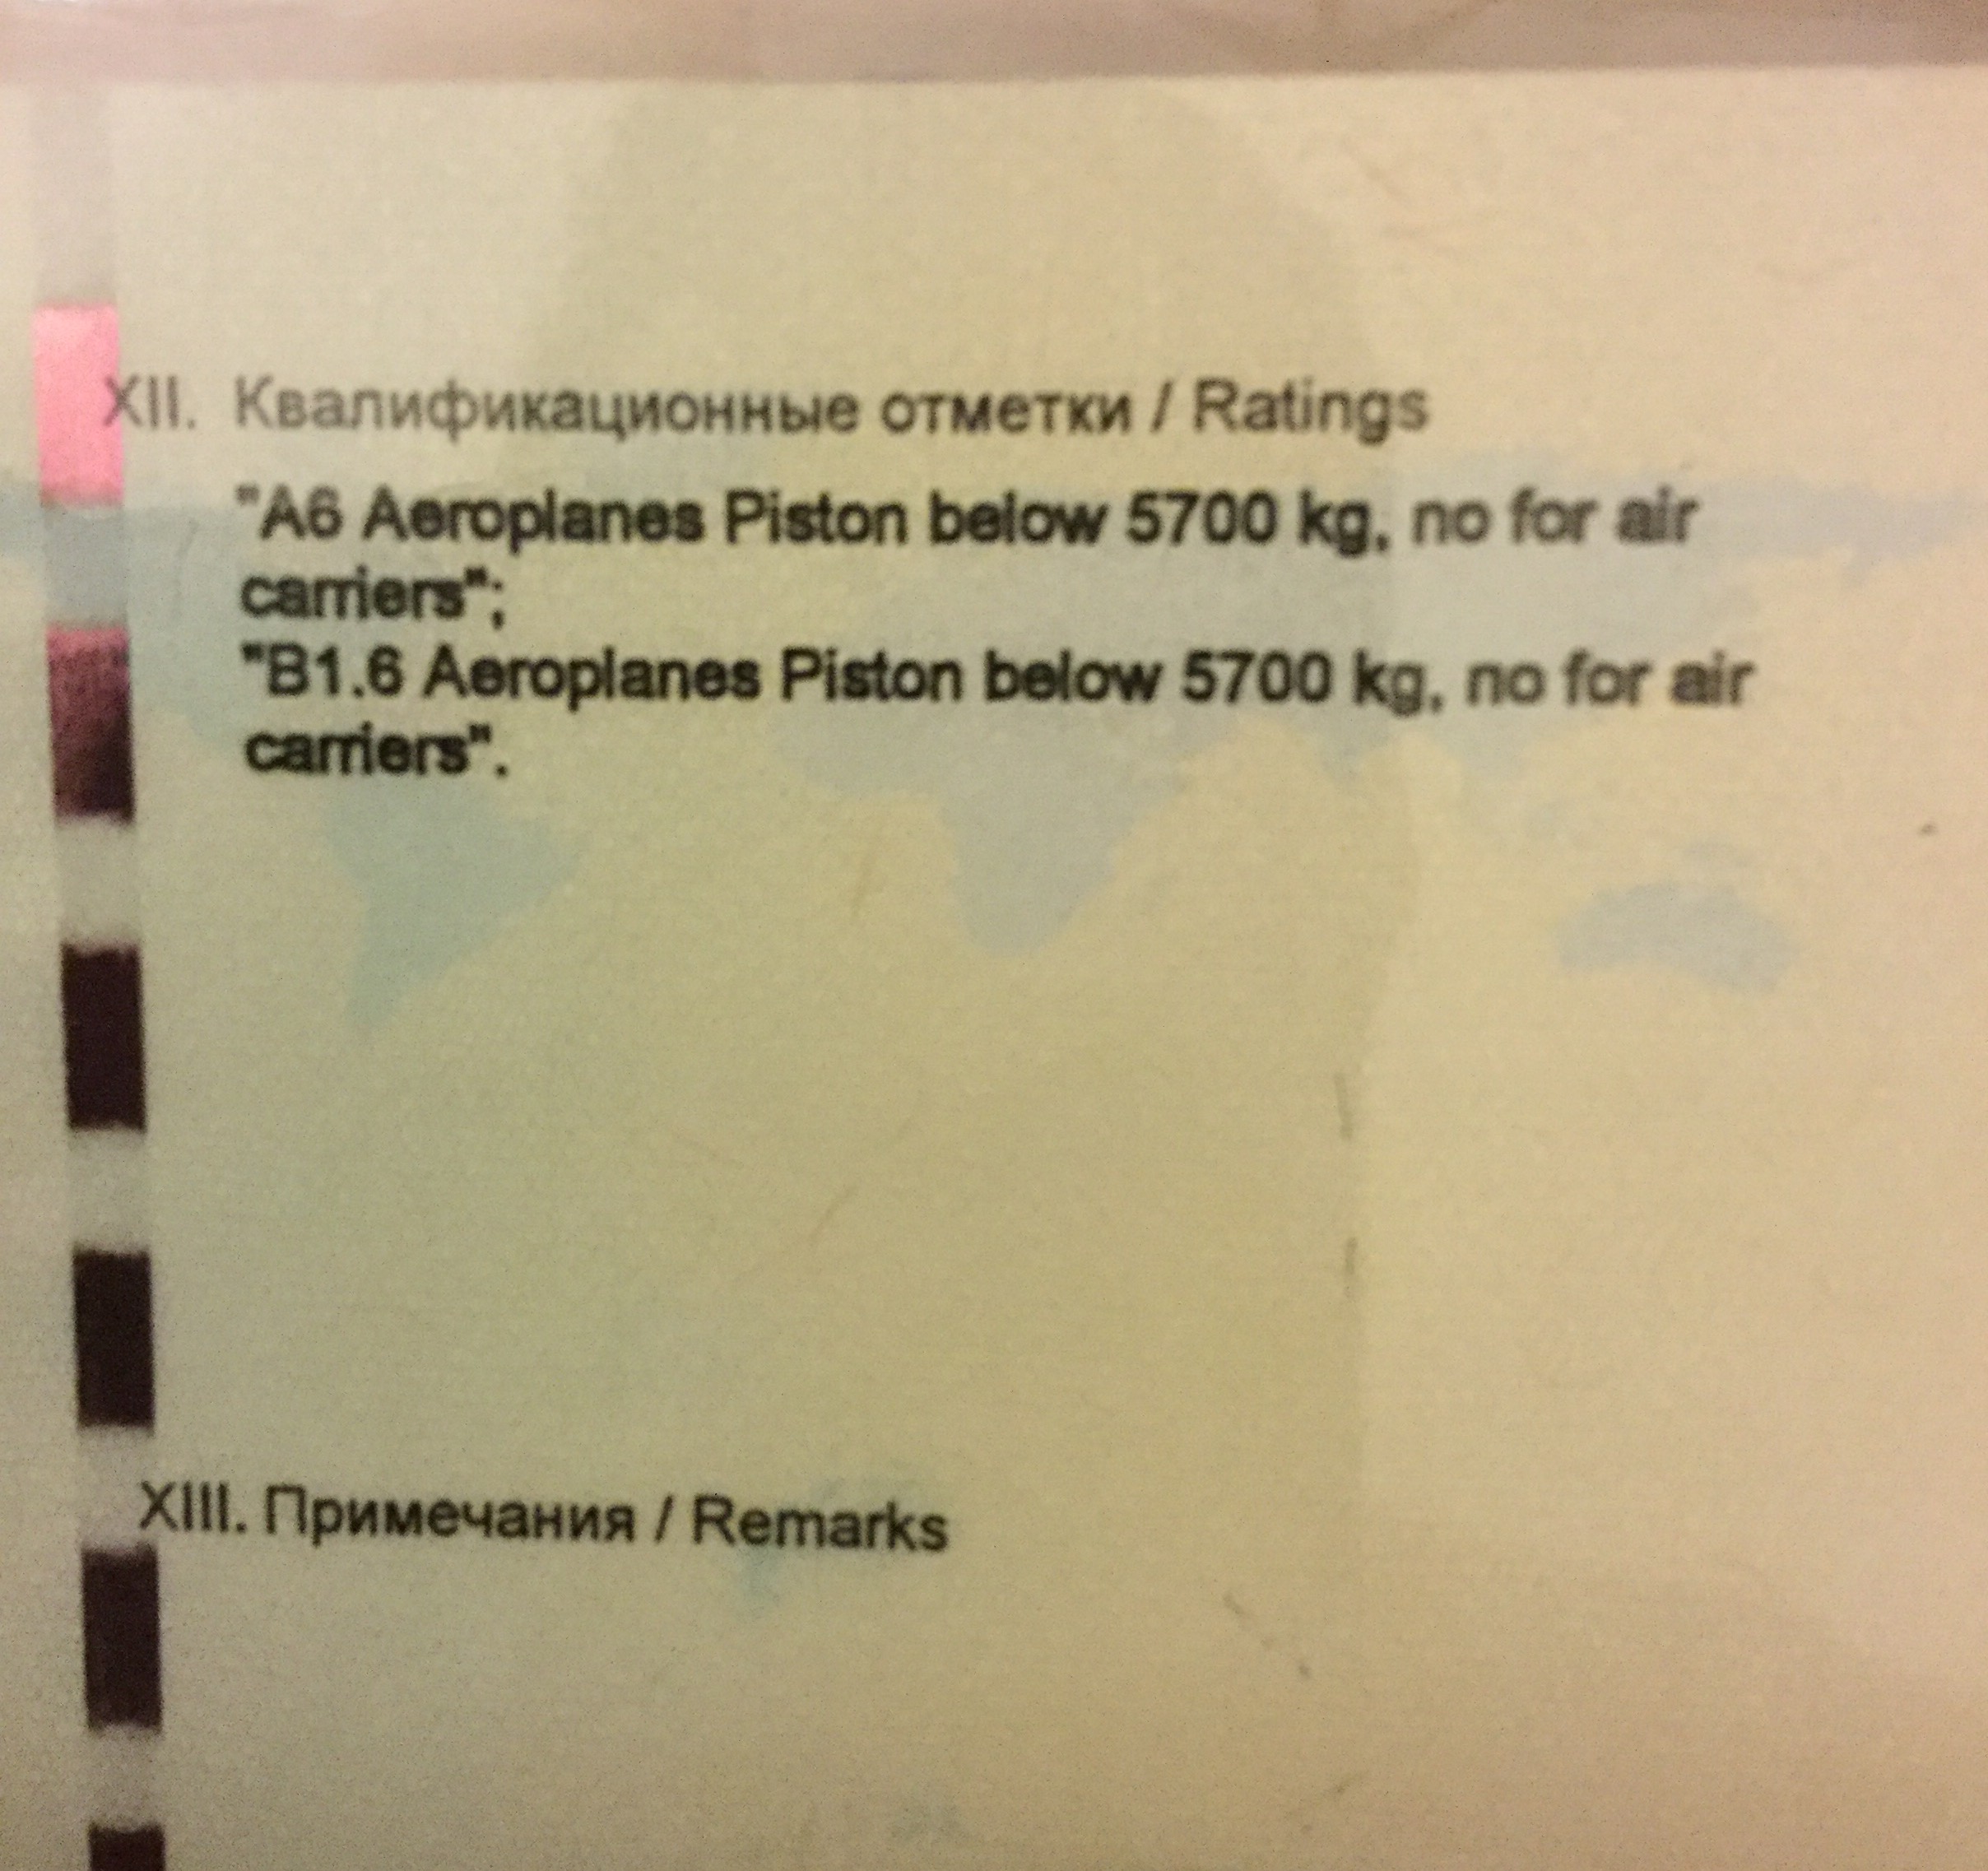 XII. Квалификационные отметки / Ratings
"A6 Aeroplanes Piston below 5700 kg, no for air
carriers";
"B1.6 Aeroplanes Piston below 5700 kg, no for air
carriers".
XIII. Примечания / Remarks